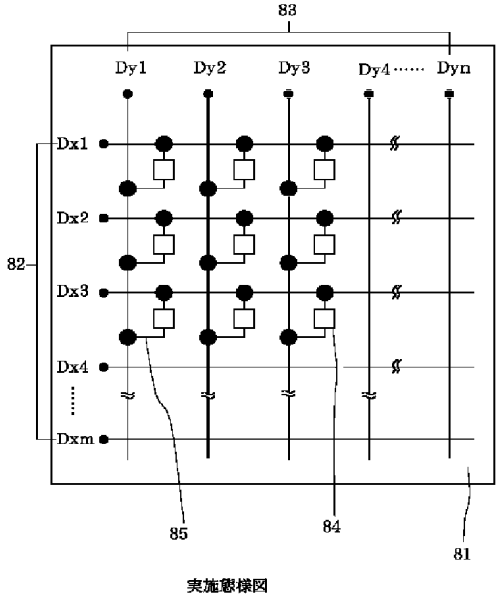 83
Dy1 Dy2 Dy3 Dy4 ...... Dyn
Dx1
Dx2
82
Dx3
Dx4
......
Dxm
85
84
81
実施態様図